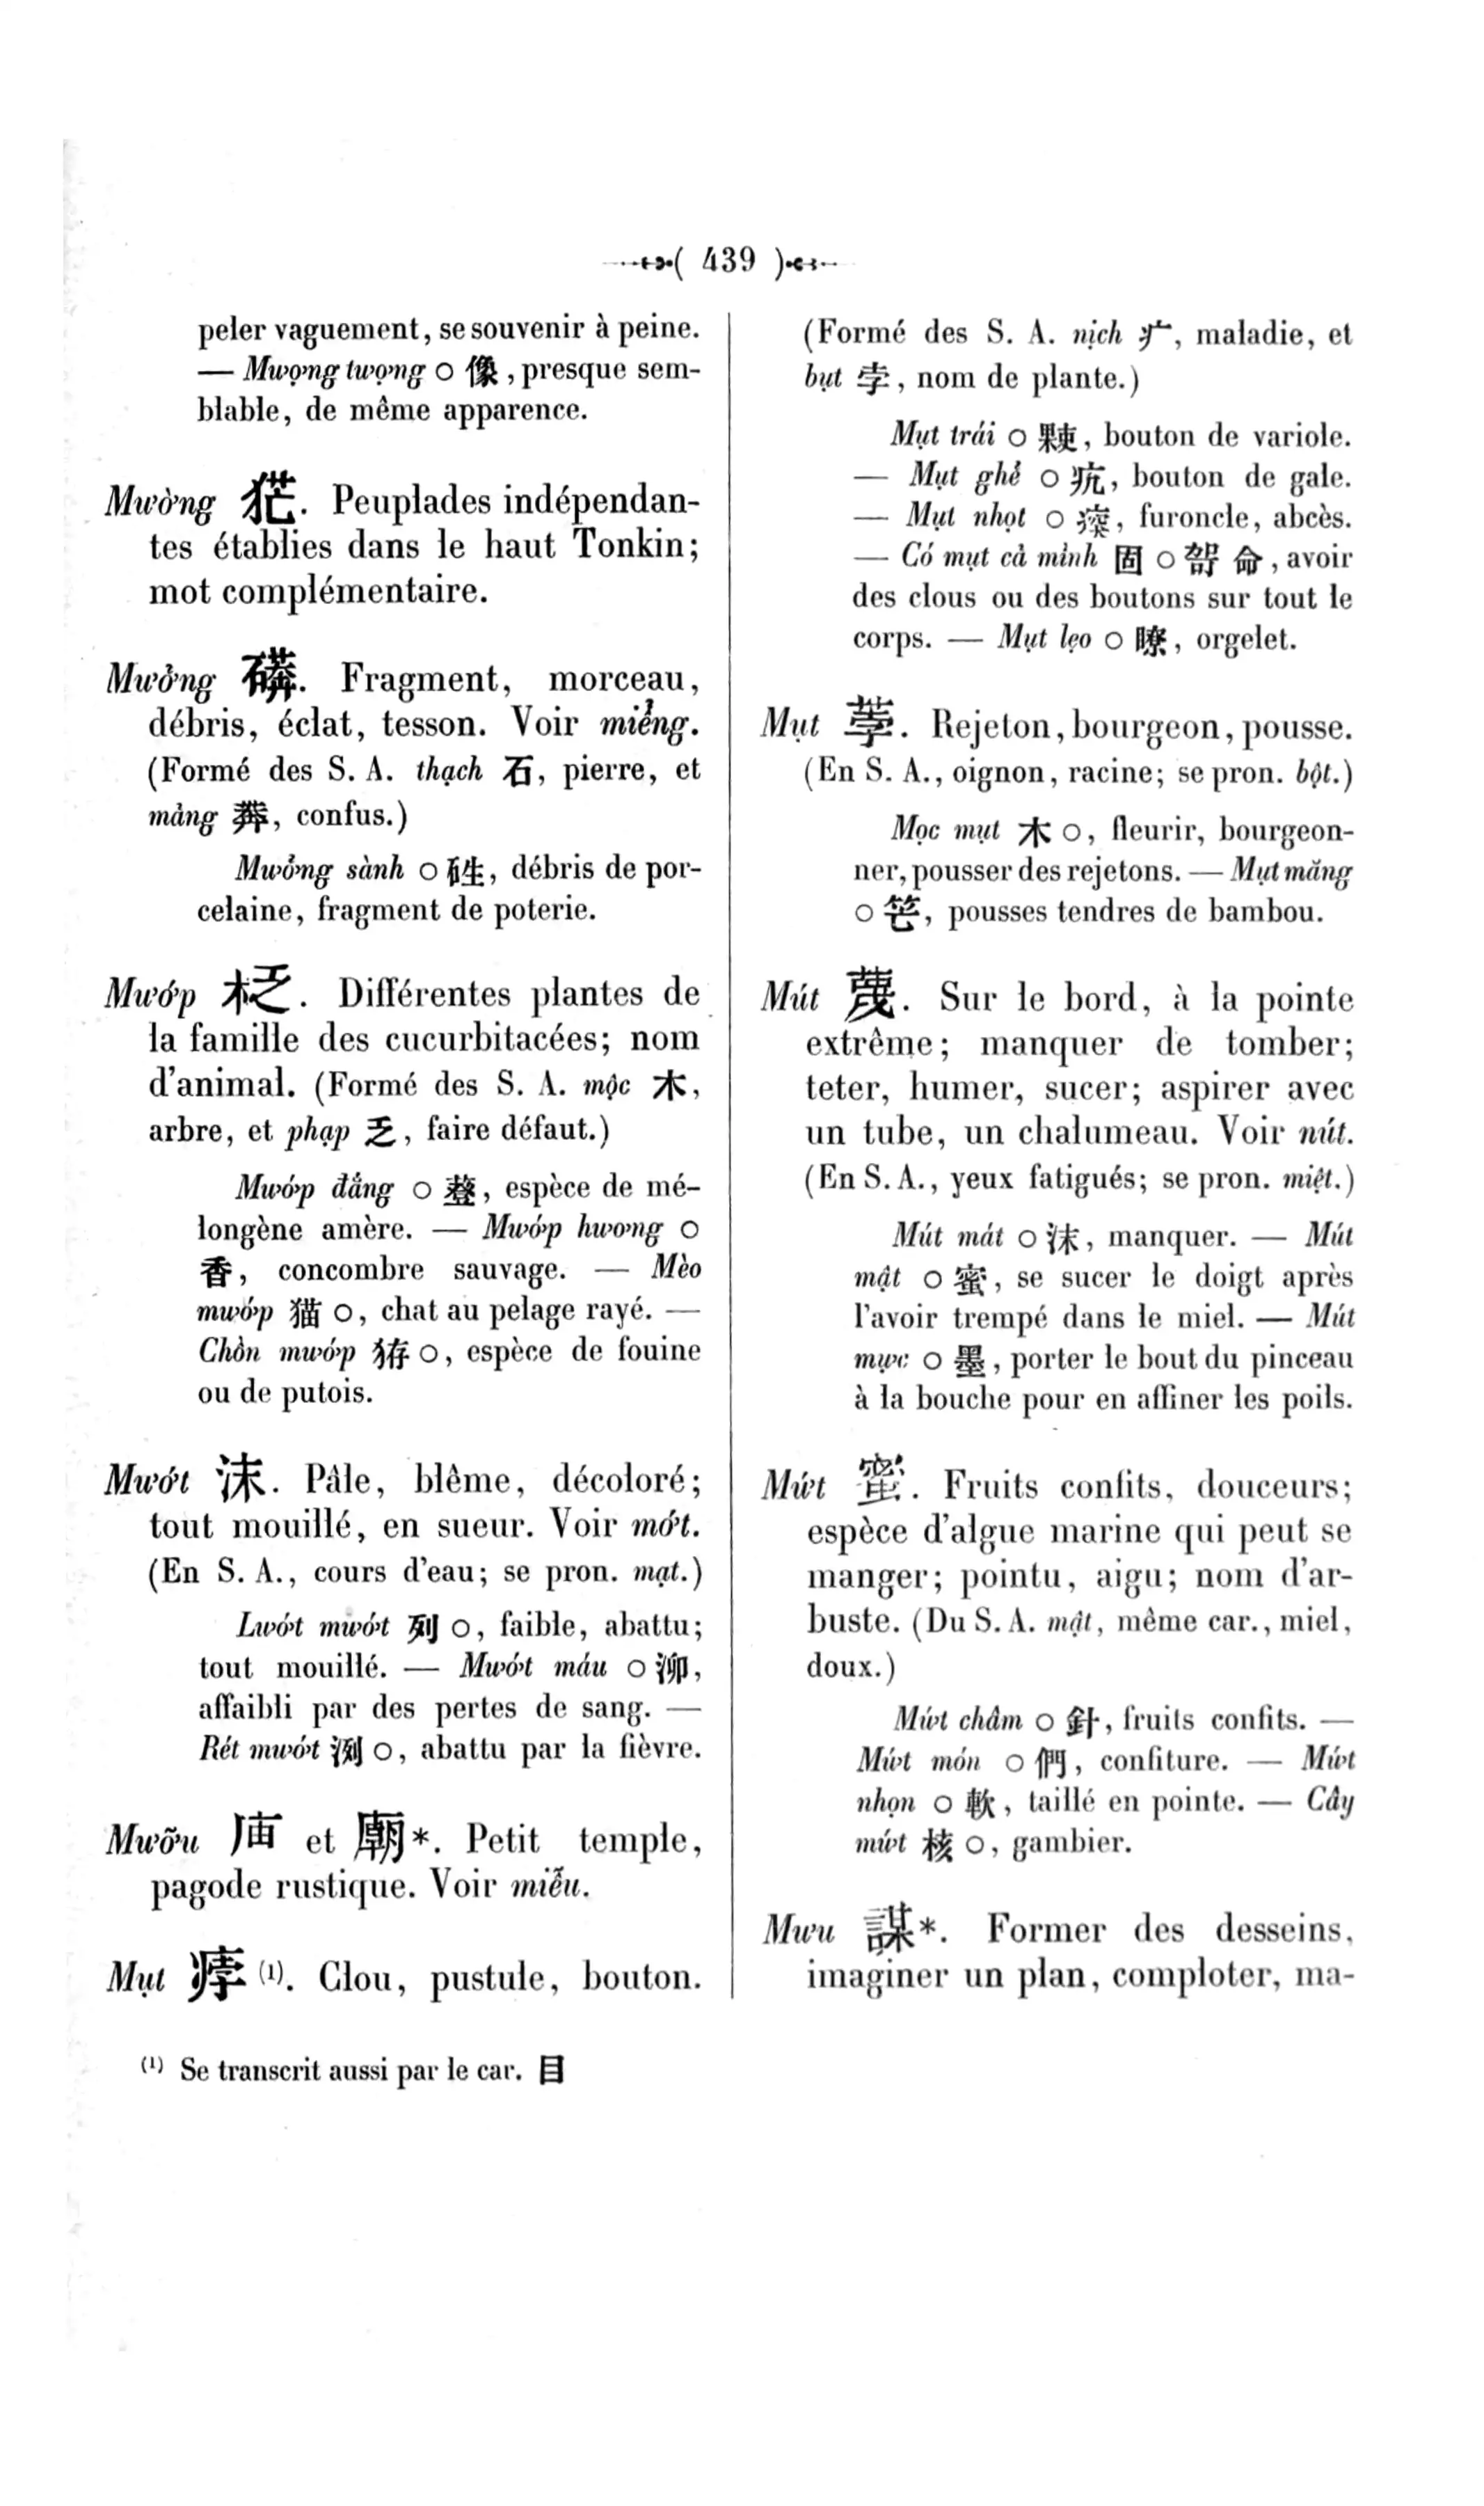 ( 439 )
peler vaguement, se souvenir à peine.
— Mượng tượng ○ 像, presque sem-
blable, de même apparence.
Mường 𤞽. Peuplades indépendan-
tes établies dans le haut Tonkin;
mot complémentaire.
Mưởng. Fragment, morceau,
débris, éclat, tesson. Voir miểng.
(Formé des S. A. thạch 石, pierre, et
mảng 莽, confus.)
Mưởng sành ○, débris de por-
celaine, fragment de poterie.
Mướp 柉. Différentes plantes de
la famille des cucurbitacées; nom
d'animal. (Formé des S. A. mộc 木,
arbre, et phạp 乏, faire défaut.)
Mướp đắng ○, espèce de mé-
longène amère. — Mướp hương ○
香, concombre sauvage. — Mèo
mướp 猫 ○, chat au pelage rayé. —
Chồn mướp ○, espèce de fouine
ou de putois.
Mướt 沫. Pâle, blême, décoloré;
tout mouillé, en sueur. Voir mớt.
(En S. A., cours d'eau; se pron. mạt.)
Lướt mướt 列 ○, faible, abattu;
tout mouillé. — Mướt máu ○ 泖,
affaibli par des pertes de sang. —
Rét mướt 洌 ○, abattu par la fièvre.
Mưỡu 庙 et 廟*. Petit temple,
pagode rustique. Voir miễu.
Mụt (1). Clou, pustule, bouton.
(Formé des S. A. nịch 疒, maladie, et
bụt 孛, nom de plante.)
Mụt trái ○, bouton de variole.
— Mụt ghẻ ○, bouton de gale.
— Mụt nhọt ○, furoncle, abcès.
— Có mụt cả mình 固 ○ 命, avoir
des clous ou des boutons sur tout le
corps. — Mụt lẹo ○ 瞭, orgelet.
Mụt 荸. Rejeton, bourgeon, pousse.
(En S. A., oignon, racine; se pron. bột.)
Mọc mụt 木 ○, fleurir, bourgeon-
ner, pousser des rejetons. — Mụt măng
○ 笀, pousses tendres de bambou.
Mút 蔑. Sur le bord, à la pointe
extrême; manquer de tomber;
teter, humer, sucer; aspirer avec
un tube, un chalumeau. Voir nút.
(En S. A., yeux fatigués; se pron. miệt.)
Mút mát ○ 沫, manquer. — Mút
mật ○ 蜜, se sucer le doigt après
l'avoir trempé dans le miel. — Mút
mực ○ 墨, porter le bout du pinceau
à la bouche pour en affiner les poils.
Mứt 蜜. Fruits confits, douceurs;
espèce d'algue marine qui peut se
manger; pointu, aigu; nom d'ar-
buste. (Du S. A. mật, même car., miel,
doux.)
Mứt châm ○ 針, fruits confits. —
Mứt món ○ 們, confiture. — Mứt
nhọn ○ 軟, taillé en pointe. — Cây
mứt 核 ○, gambier.
Mưu 謀*. Former des desseins,
imaginer un plan, comploter, ma-
(1) Se transcrit aussi par le car. 目